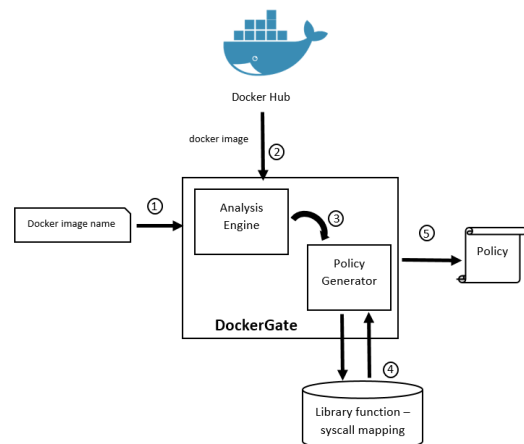 Docker Hub
docker image
2
1
Docker image name
Analysis
Engine
3
5
Policy
Policy
Generator
DockerGate
4
Library function –
syscall mapping